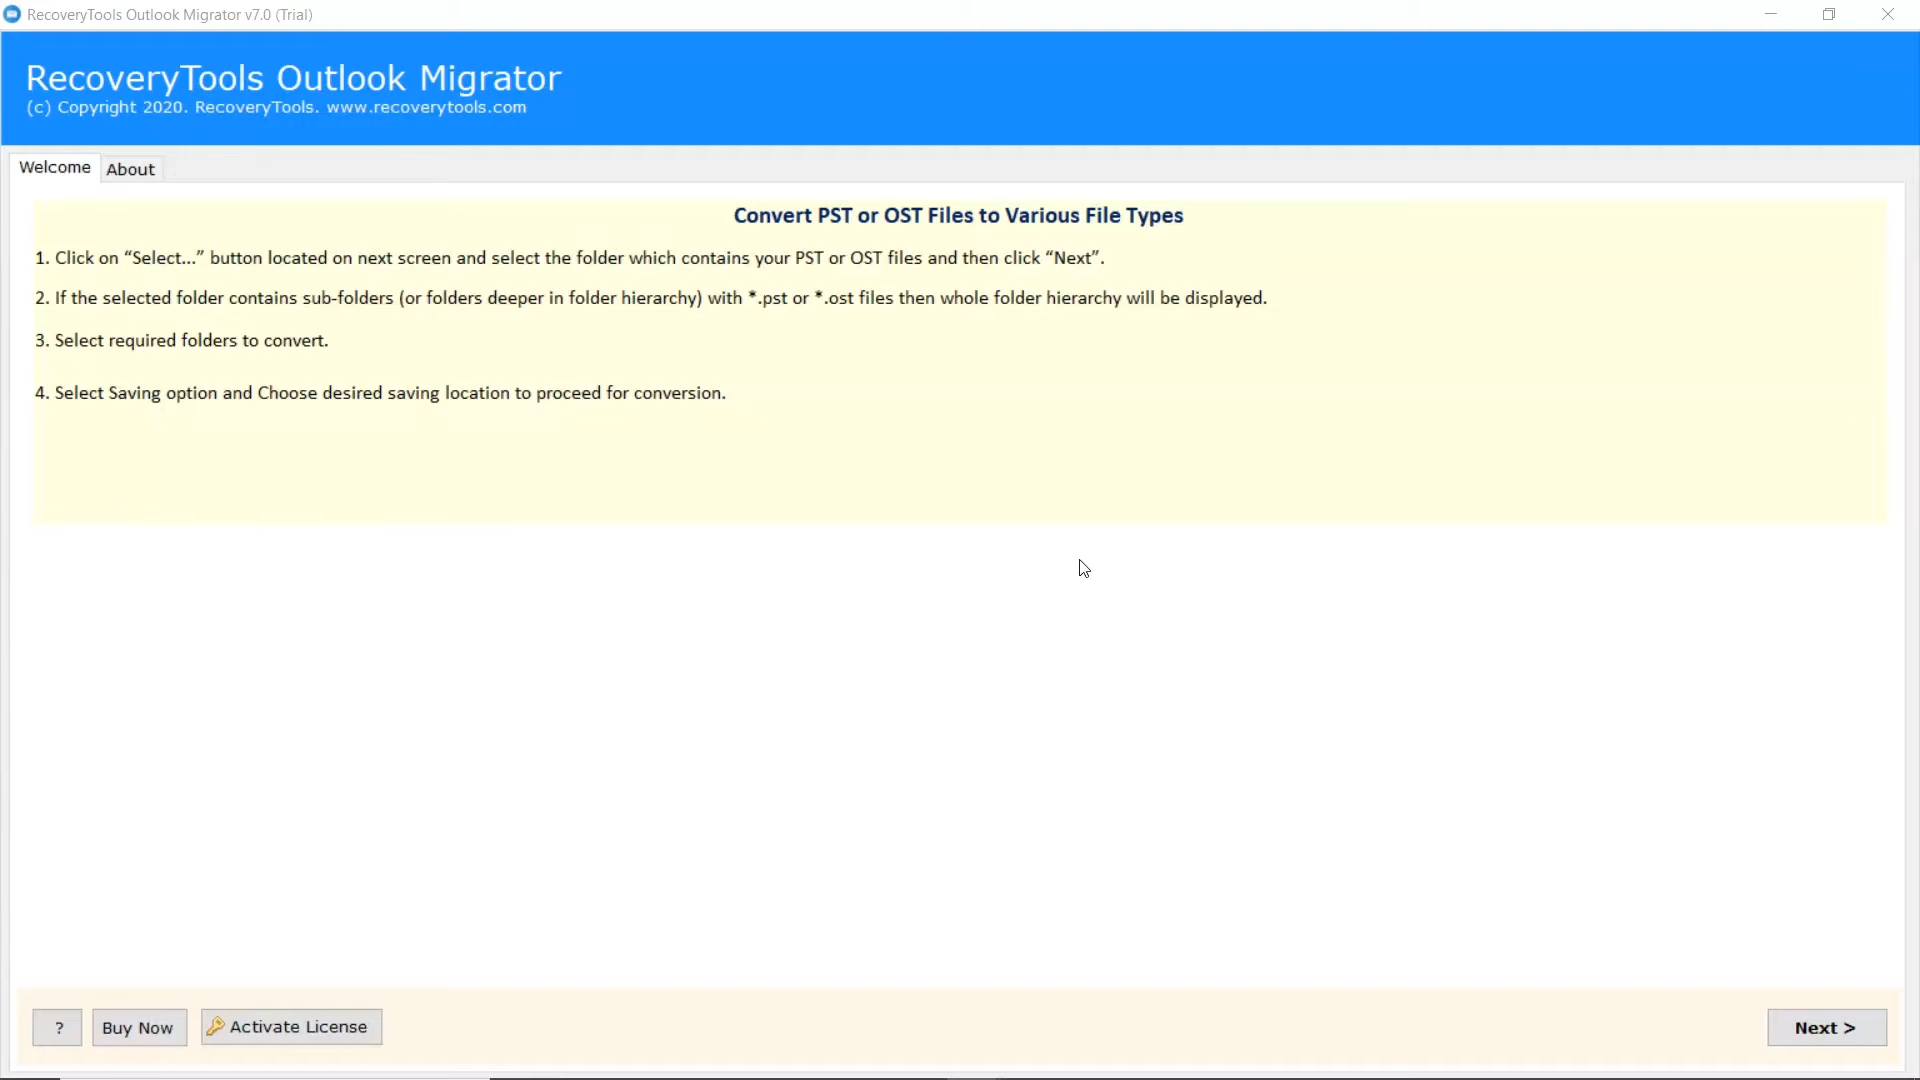 RecoveryTools Outlook Migrator v7.0 (Trial)
RecoveryTools Outlook Migrator
(c) Copyright 2020. RecoveryTools. www.recoverytools.com
Welcome About
Convert PST or OST Files to Various File Types
1. Click on “Select...” button located on next screen and select the folder which contains your PST or OST files and then click “Next”.
2. If the selected folder contains sub-folders (or folders deeper in folder hierarchy) with *.pst or *.ost files then whole folder hierarchy will be displayed.
3. Select required folders to convert.
4. Select Saving option and Choose desired saving location to proceed for conversion.
? Buy Now Activate License Next >